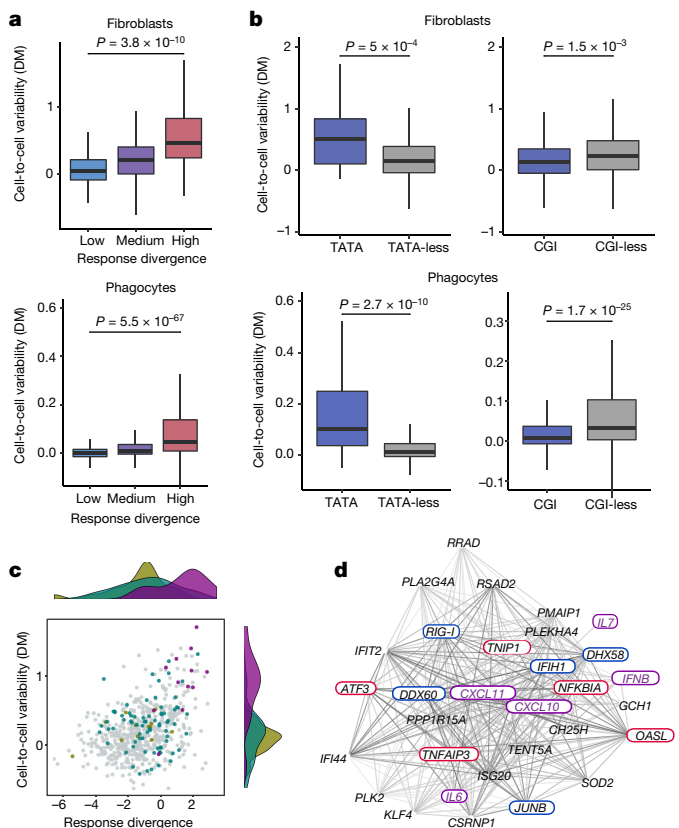 a
Fibroblasts
P = 3.8 × 10−10
Cell-to-cell variability (DM)
1
0
Low Medium High
Response divergence
Phagocytes
P = 5.5 × 10−67
Cell-to-cell variability (DM)
0.6
0.4
0.2
0.0
Low Medium High
Response divergence
b
Fibroblasts
P = 5 × 10−4
Cell-to-cell variability (DM)
2
1
0
−1
TATA TATA-less
P = 1.5 × 10−3
2
1
0
−1
CGI CGI-less
Phagocytes
P = 2.7 × 10−10
Cell-to-cell variability (DM)
0.6
0.4
0.2
0.0
TATA TATA-less
P = 1.7 × 10−25
0.3
0.2
0.1
0.0
−0.1
CGI CGI-less
c
Cell-to-cell variability (DM)
1
0
−6 −4 −2 0 2
Response divergence
d
RRAD
PLA2G4A RSAD2
PMAIP1 IL7
RIG-I PLEKHA4
IFIT2 TNIP1 DHX58
IFIH1
IFNB
ATF3 DDX60 CXCL11 NFKBIA
CXCL10 GCH1
PPP1R15A CH25H
OASL
TNFAIP3 TENT5A
IFI44 ISG20
SOD2
PLK2 IL6
KLF4 JUNB
CSRNP1